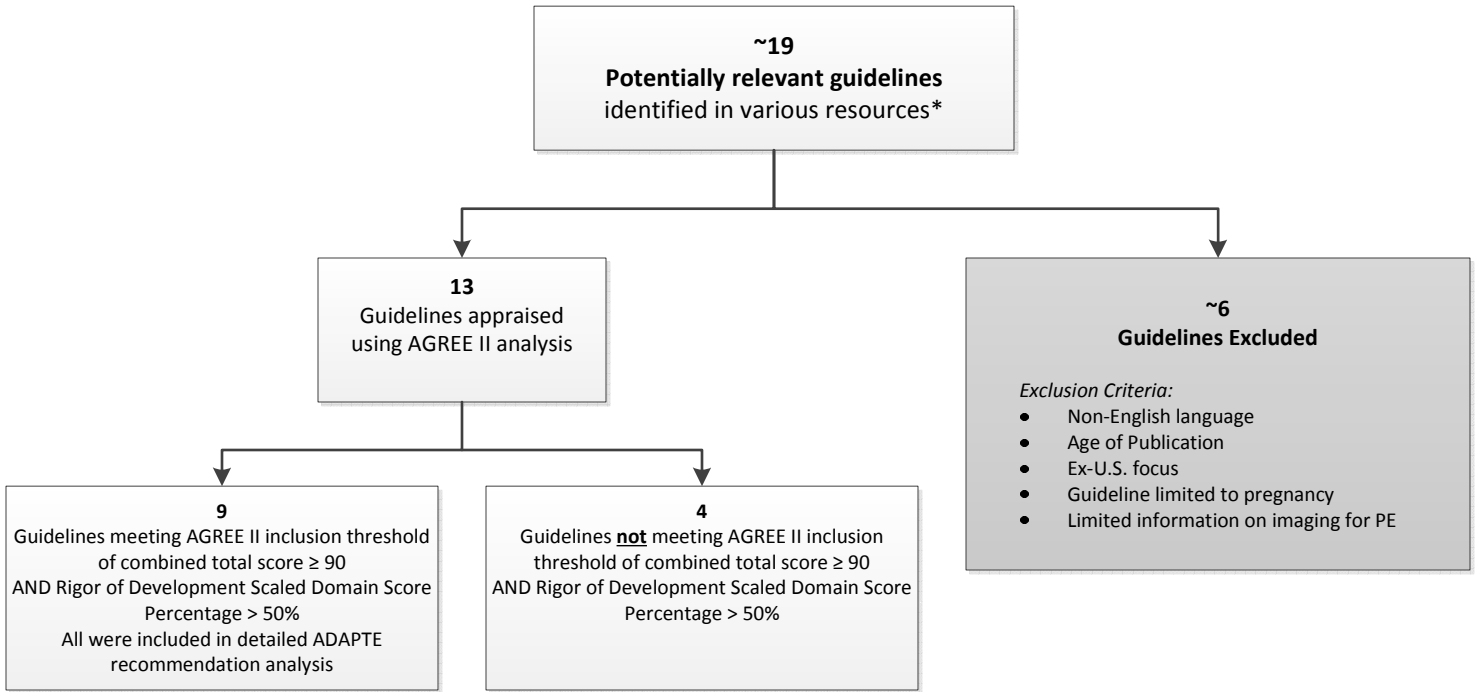 ~19
Potentially relevant guidelines
identified in various resources*
13
Guidelines appraised
using AGREE II analysis
~6
Guidelines Excluded
Exclusion Criteria:
• Non-English language
• Age of Publication
• Ex-U.S. focus
• Guideline limited to pregnancy
• Limited information on imaging for PE
9
Guidelines meeting AGREE II inclusion threshold
of combined total score ≥ 90
AND Rigor of Development Scaled Domain Score
Percentage > 50%
All were included in detailed ADAPTE
recommendation analysis
4
Guidelines not meeting AGREE II inclusion
threshold of combined total score ≥ 90
AND Rigor of Development Scaled Domain Score
Percentage > 50%